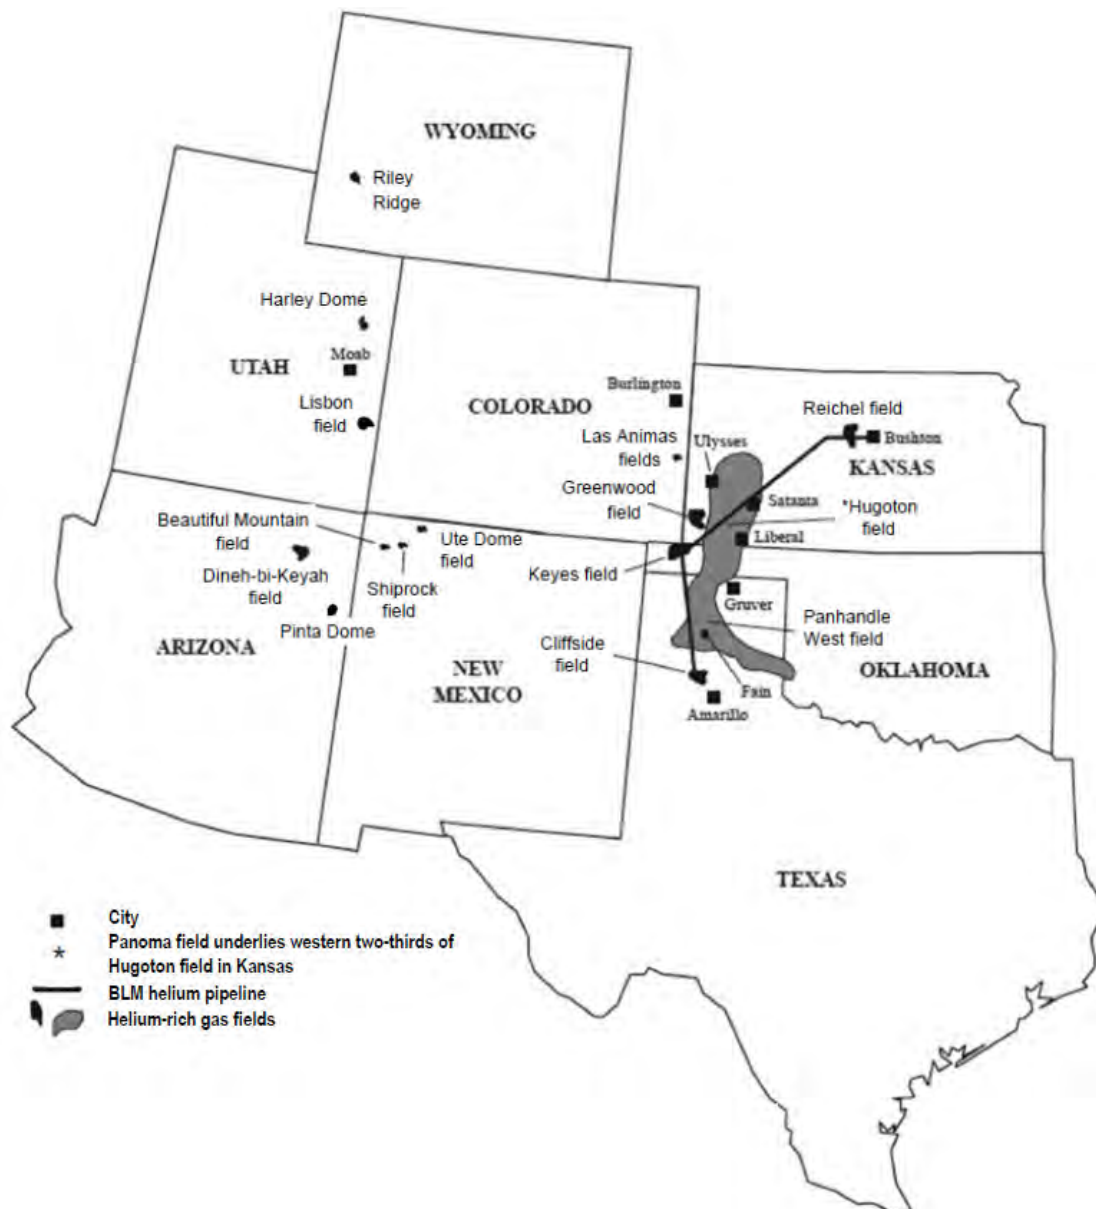 WYOMING
Riley
Ridge
Harley Dome
Moab
UTAH
Lisbon
field
COLORADO
Burlington
Las Animas
fields
Greenwood
field
Ulysses
Reichel field
Bushton
KANSAS
Satanta
*Hugoton
field
Liberal
Beautiful Mountain
field
Dineh-bi-Keyah
field
Shiprock
field
Ute Dome
field
Pinta Dome
ARIZONA
Keyes field
Gruver
Panhandle
West field
Cliffside
field
NEW
MEXICO
Fain
Amarillo
OKLAHOMA
TEXAS
City
* Panoma field underlies western two-thirds of
Hugoton field in Kansas
BLM helium pipeline
Helium-rich gas fields